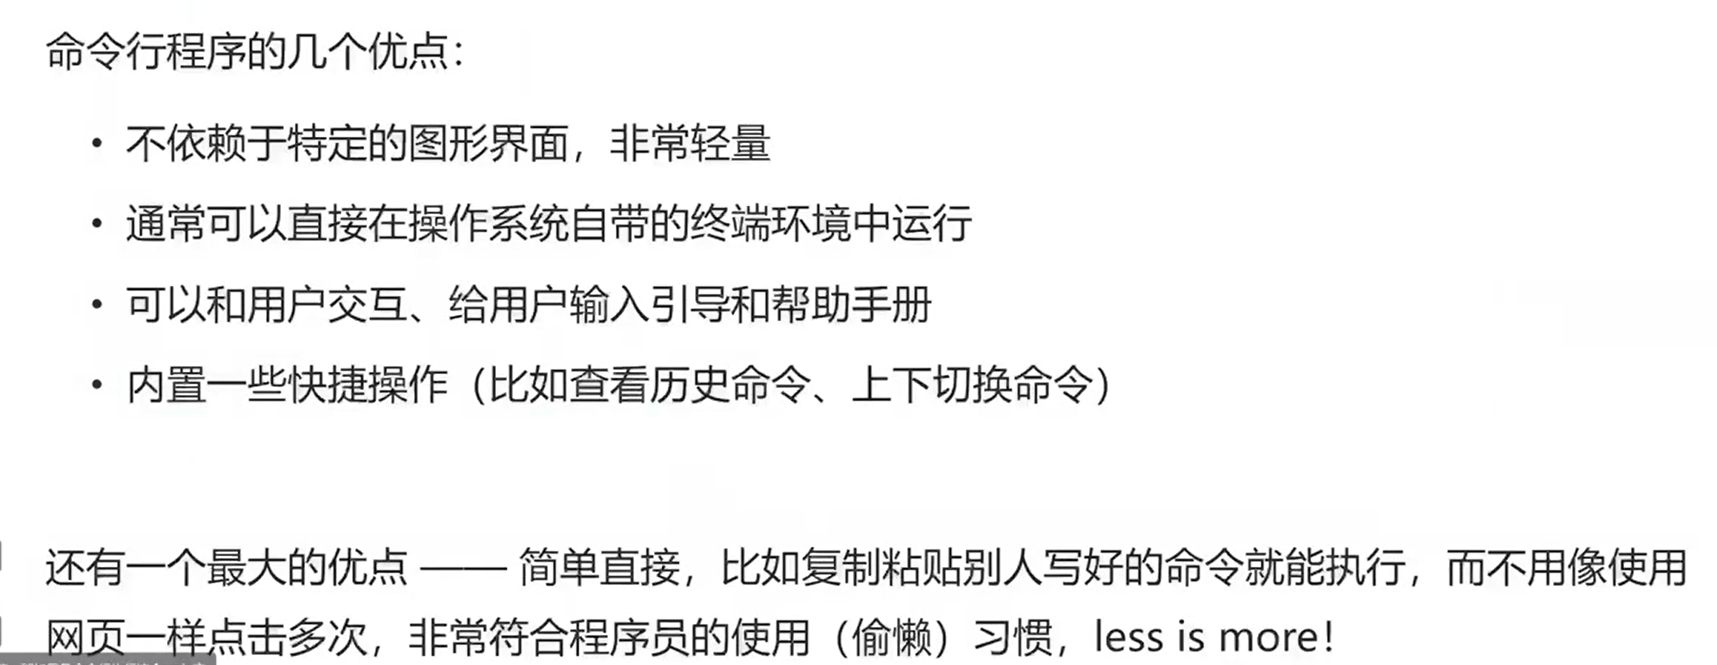 命令行程序的几个优点：
• 不依赖于特定的图形界面，非常轻量
• 通常可以直接在操作系统自带的终端环境中运行
• 可以和用户交互、给用户输入引导和帮助手册
• 内置一些快捷操作（比如查看历史命令、上下切换命令）
还有一个最大的优点 —— 简单直接，比如复制粘贴别人写好的命令就能执行，而不用像使用
网页一样点击多次，非常符合程序员的使用（偷懒）习惯，less is more！